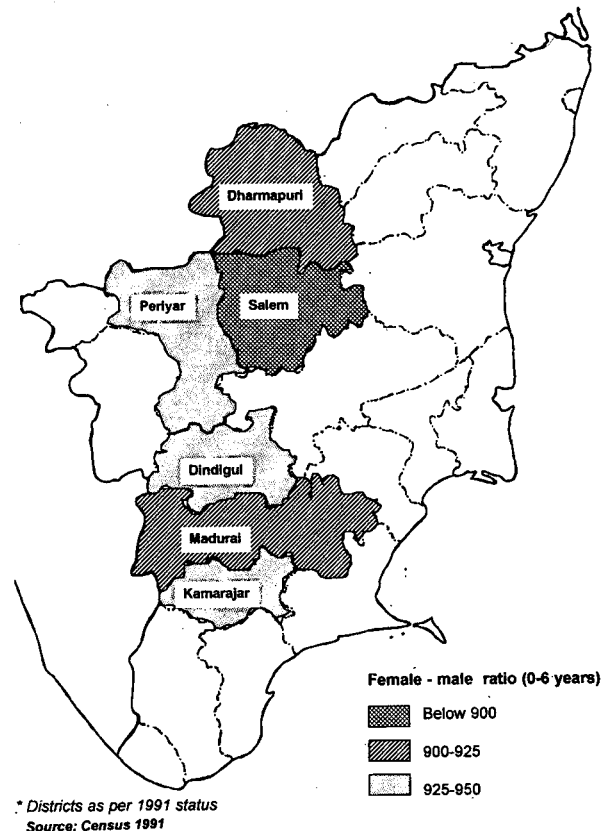 Dharmapuri
Periyar
Salem
Dindigul
Madurai
Kamarajar
Female - male ratio (0-6 years)
Below 900
900-925
925-950
* Districts as per 1991 status
Source: Census 1991